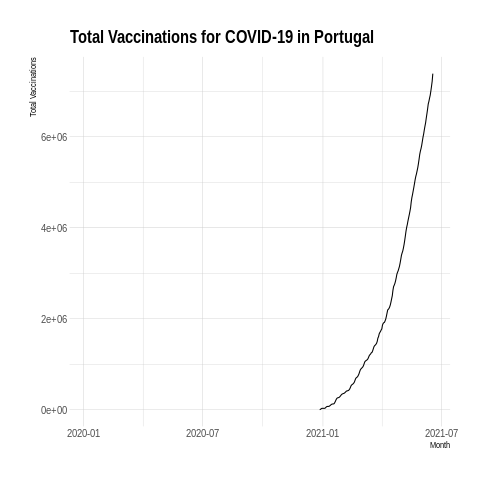 Total Vaccinations for COVID-19 in Portugal
Total Vaccinations
6e+06
4e+06
2e+06
0e+00
2020-01
2020-07
2021-01
2021-07
Month